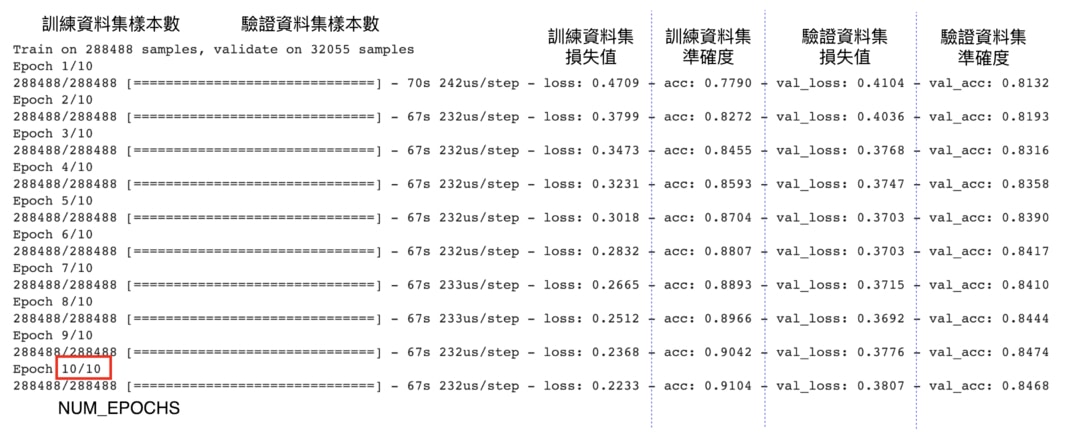 訓練資料集樣本數 驗證資料集樣本數
訓練資料集 訓練資料集 驗證資料集 驗證資料集
損失值 準確度 損失值 準確度
Train on 288488 samples, validate on 32055 samples
Epoch 1/10
288488/288488 [==============================] - 70s 242us/step - loss: 0.4709 - acc: 0.7790 - val_loss: 0.4104 - val_acc: 0.8132
Epoch 2/10
288488/288488 [==============================] - 67s 232us/step - loss: 0.3799 - acc: 0.8272 - val_loss: 0.4036 - val_acc: 0.8193
Epoch 3/10
288488/288488 [==============================] - 67s 232us/step - loss: 0.3473 - acc: 0.8455 - val_loss: 0.3768 - val_acc: 0.8316
Epoch 4/10
288488/288488 [==============================] - 67s 232us/step - loss: 0.3231 - acc: 0.8593 - val_loss: 0.3747 - val_acc: 0.8358
Epoch 5/10
288488/288488 [==============================] - 67s 232us/step - loss: 0.3018 - acc: 0.8704 - val_loss: 0.3703 - val_acc: 0.8390
Epoch 6/10
288488/288488 [==============================] - 67s 232us/step - loss: 0.2832 - acc: 0.8807 - val_loss: 0.3703 - val_acc: 0.8417
Epoch 7/10
288488/288488 [==============================] - 67s 233us/step - loss: 0.2665 - acc: 0.8893 - val_loss: 0.3715 - val_acc: 0.8410
Epoch 8/10
288488/288488 [==============================] - 67s 233us/step - loss: 0.2512 - acc: 0.8966 - val_loss: 0.3692 - val_acc: 0.8444
Epoch 9/10
288488/288488 [==============================] - 67s 232us/step - loss: 0.2368 - acc: 0.9042 - val_loss: 0.3776 - val_acc: 0.8474
Epoch 10/10
288488/288488 [==============================] - 67s 232us/step - loss: 0.2233 - acc: 0.9104 - val_loss: 0.3807 - val_acc: 0.8468
NUM_EPOCHS